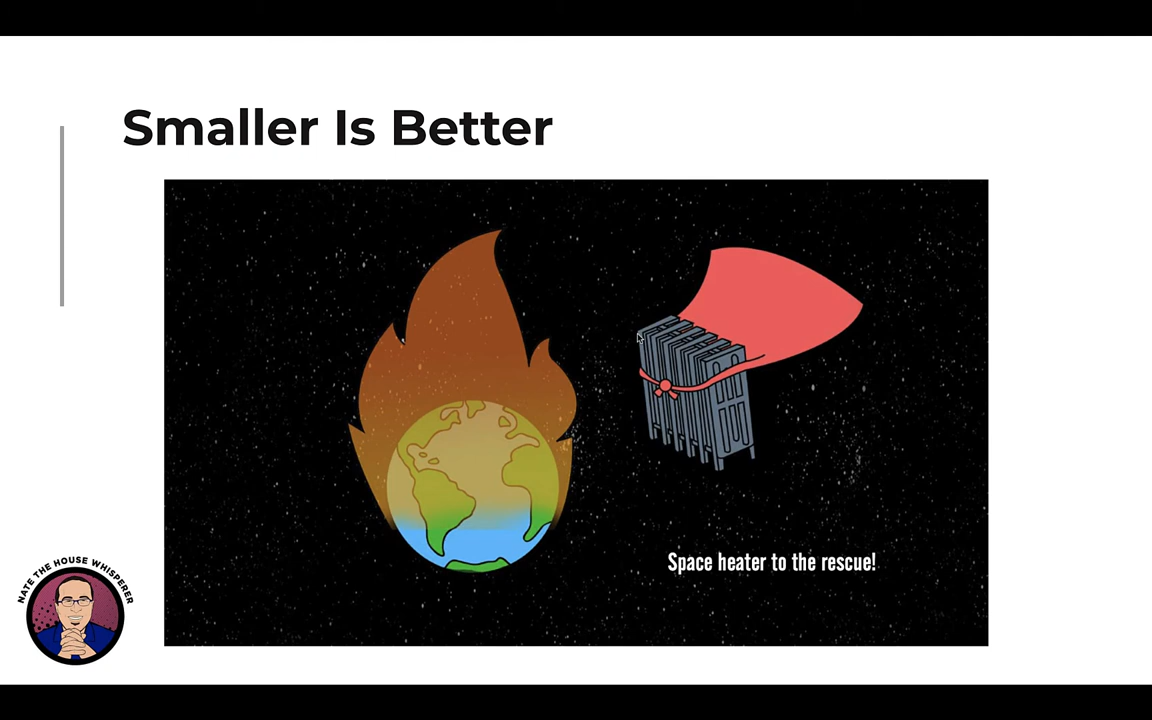 Smaller Is Better
Space heater to the rescue!
NATE THE HOUSE WHISPERER